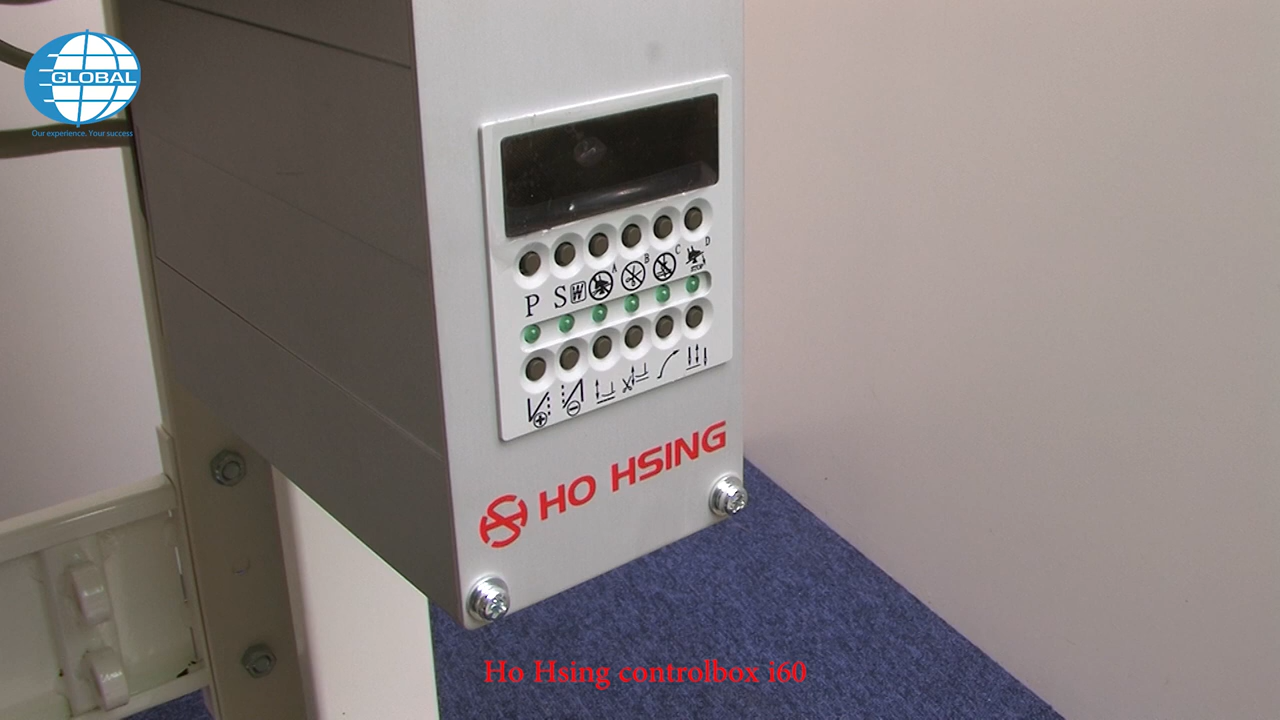 GLOBAL
Our experience. Your success
A B C D
P S
STOP
HO HSING
Ho Hsing controlbox i60